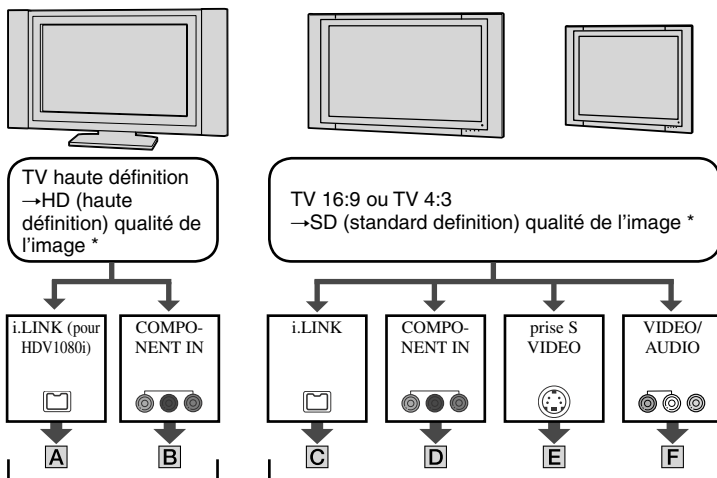 TV haute définition
→HD (haute
définition) qualité de
l'image *
TV 16:9 ou TV 4:3
→SD (standard definition) qualité de l'image *
i.LINK (pour
HDV1080i)
COMPO-
NENT IN
i.LINK
COMPO-
NENT IN
prise S
VIDEO
VIDEO/
AUDIO
A
B
C
D
E
F